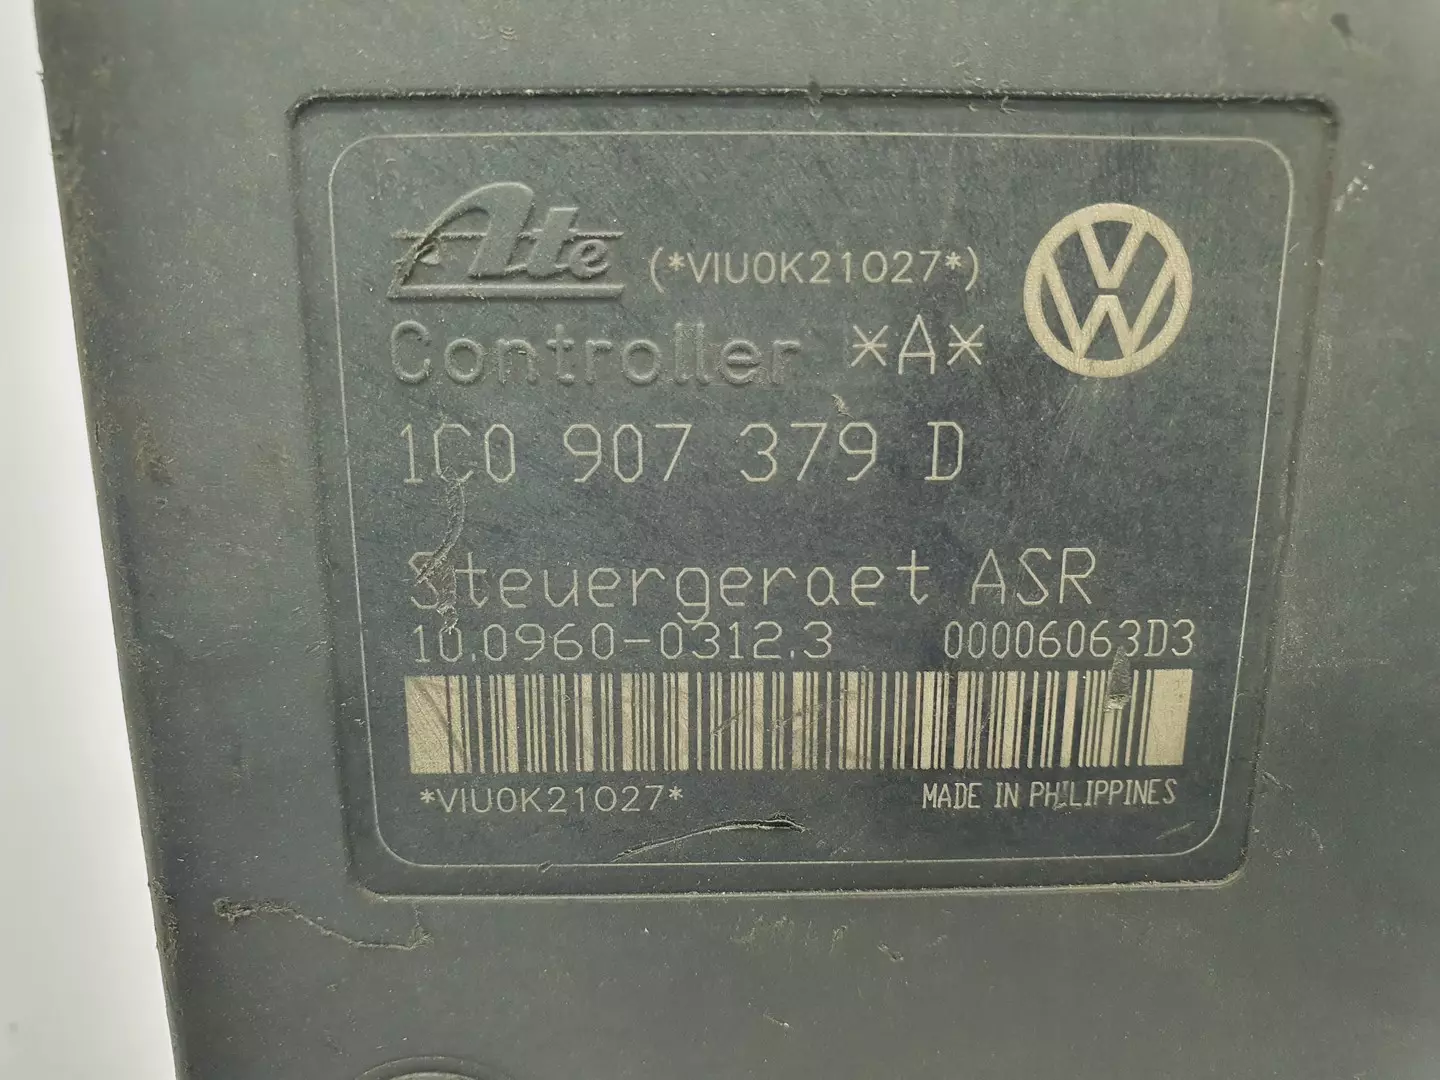 Ate (*VIU0K21027*)
Controller *A*
1C0 907 379 D
Steuergeraet ASR
10.0960-0312.3 00006063D3
*VIU0K21027* MADE IN PHILIPPINES